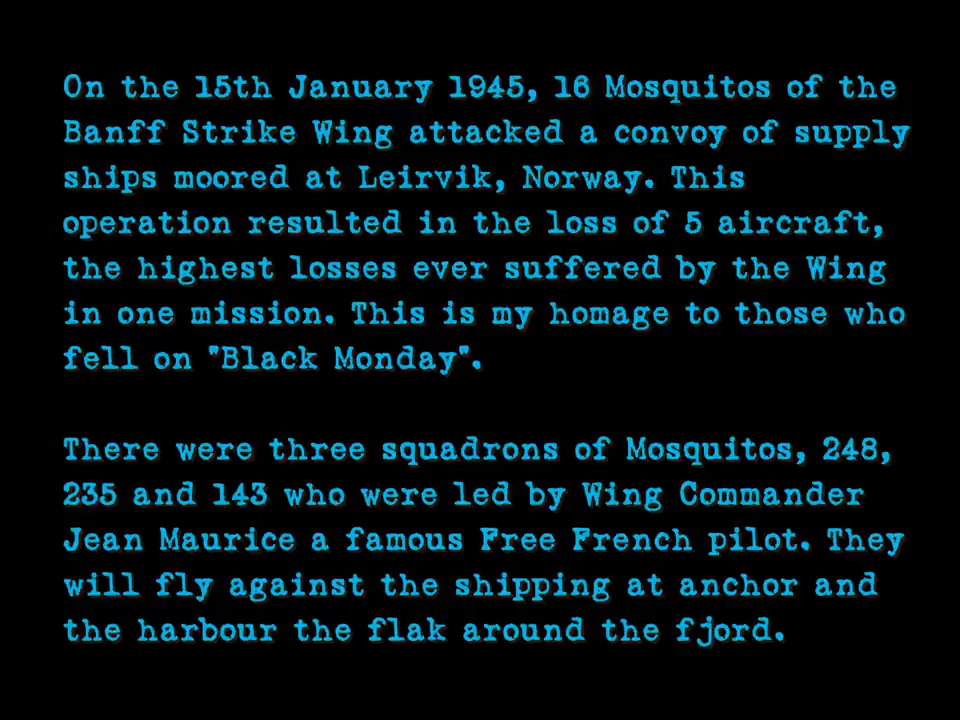 On the 15th January 1945, 16 Mosquitos of the
Banff Strike Wing attacked a convoy of supply
ships moored at Leirvik, Norway. This
operation resulted in the loss of 5 aircraft,
the highest losses ever suffered by the Wing
in one mission. This is my homage to those who
fell on "Black Monday".
There were three squadrons of Mosquitos, 248,
235 and 143 who were led by Wing Commander
Jean Maurice a famous Free French pilot. They
will fly against the shipping at anchor and
the harbour the flak around the fjord.